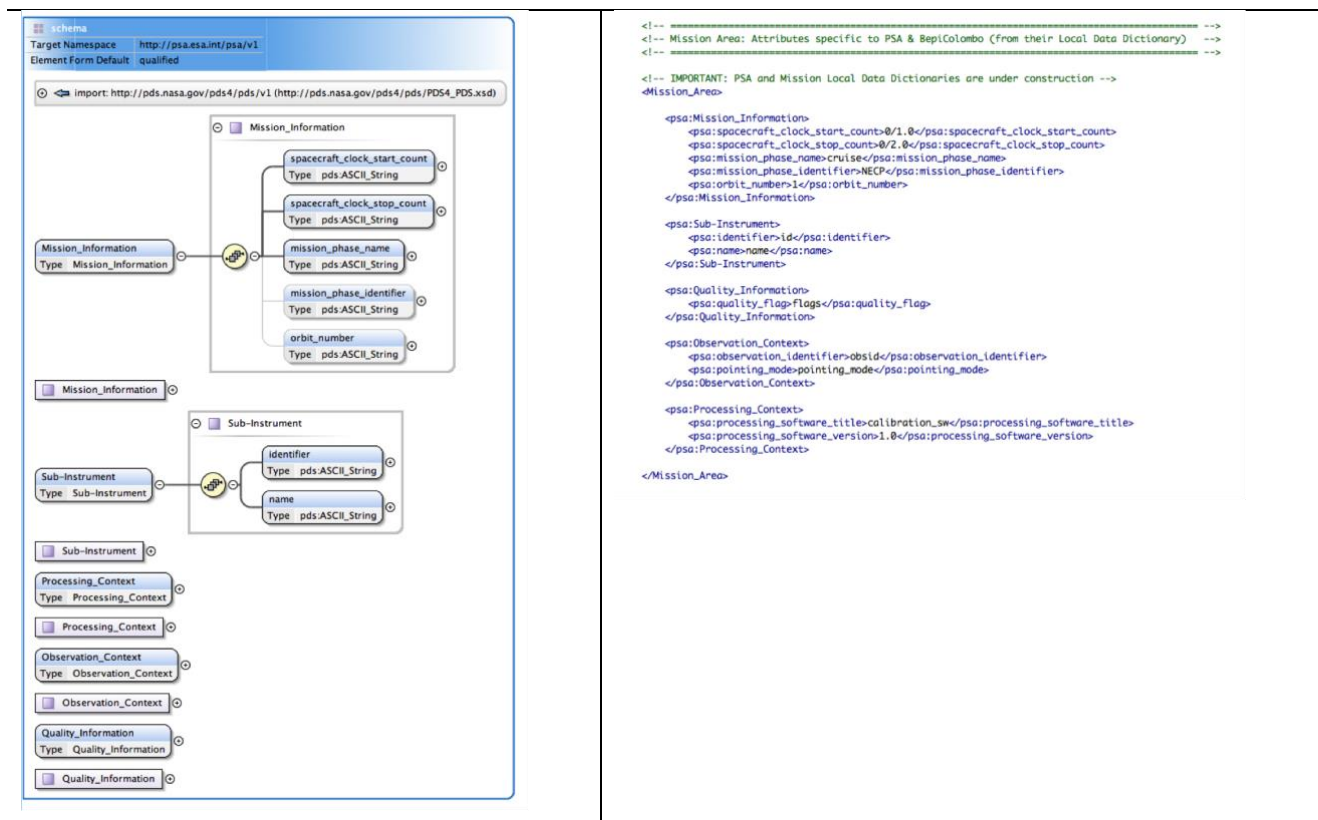 schema
Target Namespace http://psa.esa.int/psa/v1
Element Form Default qualified
import: http://pds.nasa.gov/pds4/pds/v1 (http://pds.nasa.gov/pds4/pds/PDS4_PDS.xsd)
Mission_Information
spacecraft_clock_start_count
Type pds:ASCII_String
spacecraft_clock_stop_count
Type pds:ASCII_String
Mission_Information
Type Mission_Information
mission_phase_name
Type pds:ASCII_String
mission_phase_identifier
Type pds:ASCII_String
orbit_number
Type pds:ASCII_String
Mission_Information
Sub-Instrument
identifier
Type pds:ASCII_String
Sub-Instrument
Type Sub-Instrument
name
Type pds:ASCII_String
Sub-Instrument
Processing_Context
Type Processing_Context
Processing_Context
Observation_Context
Type Observation_Context
Observation_Context
Quality_Information
Type Quality_Information
Quality_Information
<!-- =========================================================================================== -->
<!-- Mission Area: Attributes specific to PSA & BepiColombo (from their Local Data Dictionary) -->
<!-- =========================================================================================== -->
<!-- IMPORTANT: PSA and Mission Local Data Dictionaries are under construction -->
<Mission_Area>
<psa:Mission_Information>
<psa:spacecraft_clock_start_count>0/1.0</psa:spacecraft_clock_start_count>
<psa:spacecraft_clock_stop_count>0/2.0</psa:spacecraft_clock_stop_count>
<psa:mission_phase_name>cruise</psa:mission_phase_name>
<psa:mission_phase_identifier>NECP</psa:mission_phase_identifier>
<psa:orbit_number>1</psa:orbit_number>
</psa:Mission_Information>
<psa:Sub-Instrument>
<psa:identifier>id</psa:identifier>
<psa:name>name</psa:name>
</psa:Sub-Instrument>
<psa:Quality_Information>
<psa:quality_flag>flags</psa:quality_flag>
</psa:Quality_Information>
<psa:Observation_Context>
<psa:observation_identifier>obsid</psa:observation_identifier>
<psa:pointing_mode>pointing_mode</psa:pointing_mode>
</psa:Observation_Context>
<psa:Processing_Context>
<psa:processing_software_title>calibration_sw</psa:processing_software_title>
<psa:processing_software_version>1.0</psa:processing_software_version>
</psa:Processing_Context>
</Mission_Area>